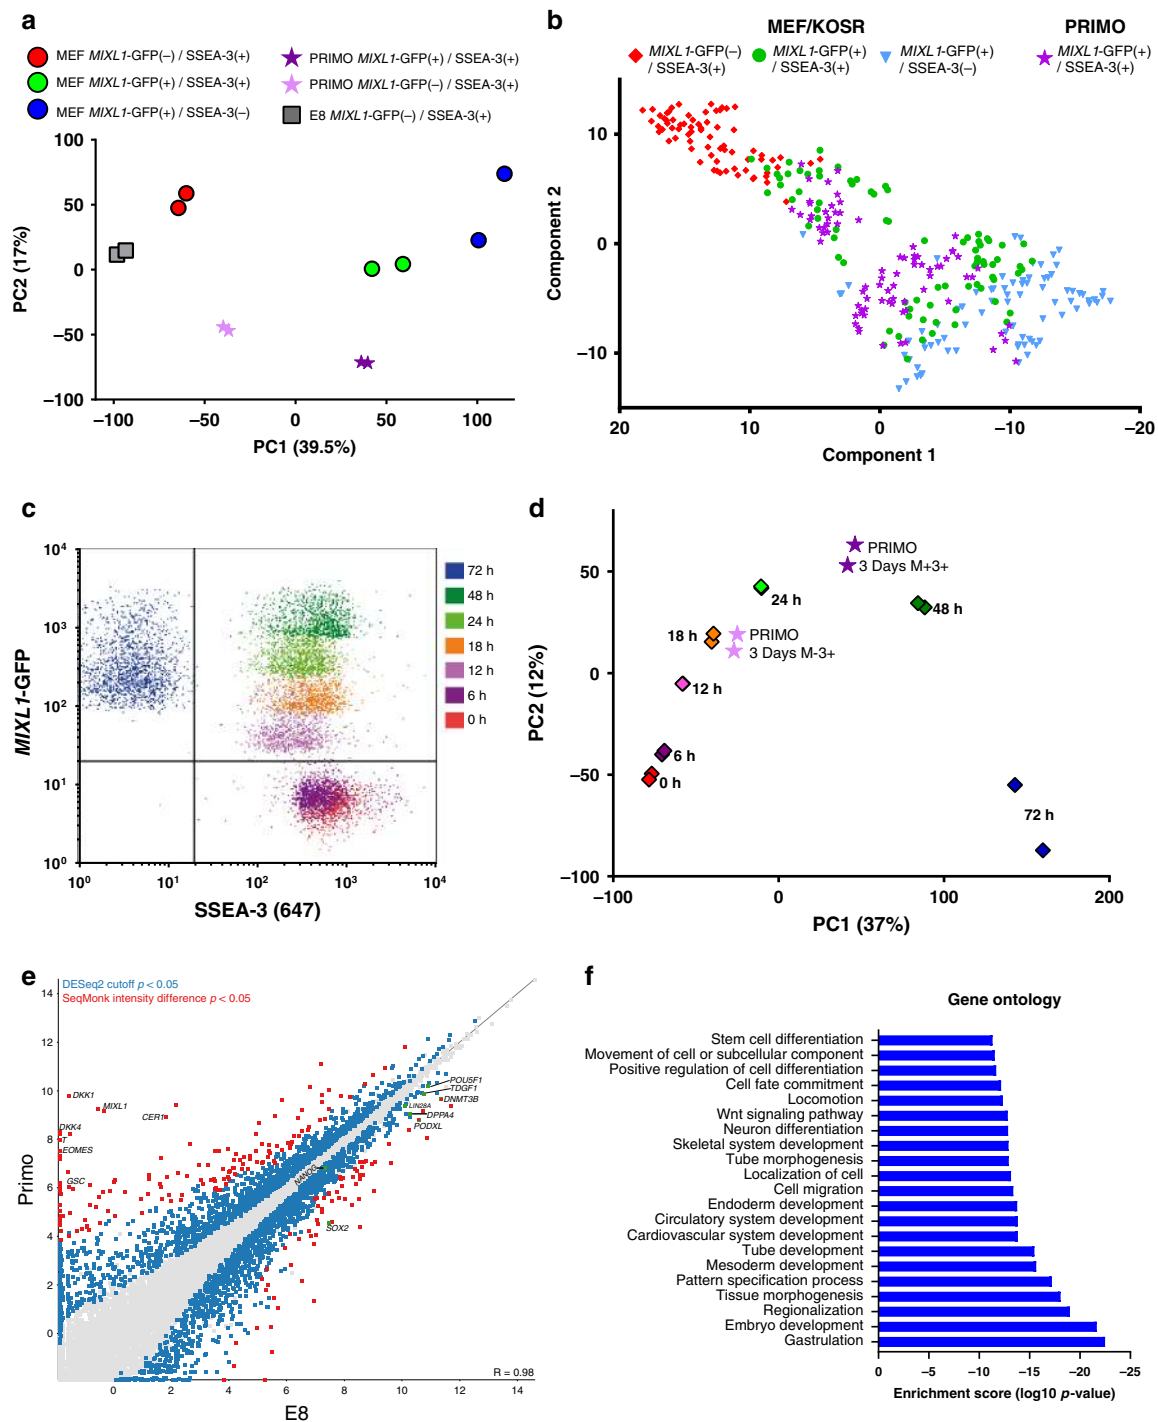 a
MEF MIXL1-GFP(−) / SSEA-3(+)
MEF MIXL1-GFP(+) / SSEA-3(+)
MEF MIXL1-GFP(+) / SSEA-3(−)
PRIMO MIXL1-GFP(+) / SSEA-3(+)
PRIMO MIXL1-GFP(−) / SSEA-3(+)
E8 MIXL1-GFP(−) / SSEA-3(+)
100
50
0
−50
−100
PC2 (17%)
−100 −50 0 50 100
PC1 (39.5%)
b
MEF/KOSR PRIMO
MIXL1-GFP(−)
/ SSEA-3(+)
MIXL1-GFP(+)
/ SSEA-3(+)
MIXL1-GFP(+)
/ SSEA-3(−)
MIXL1-GFP(+)
/ SSEA-3(+)
10
0
−10
Component 2
20 10 0 −10 −20
Component 1
c
10⁴
10³
10²
10¹
10⁰
MIXL1-GFP
10⁰ 10¹ 10² 10³ 10⁴
SSEA-3 (647)
72 h
48 h
24 h
18 h
12 h
6 h
0 h
d
50
0
−50
−100
PC2 (12%)
PRIMO
3 Days M+3+
24 h
48 h
18 h
PRIMO
3 Days M-3+
12 h
6 h
0 h
72 h
−100 0 100 200
PC1 (37%)
e
DESeq2 cutoff p < 0.05
SeqMonk intensity difference p < 0.05
14
12
10
8
6
4
2
0
Primo
DKK1
MIXL1
CER1
DKK4
T
EOMES
GSC
POU5F1
TDGF1
DNMT3B
LIN28A
DPPA4
PODXL
NANOG
SOX2
R = 0.98
0 2 4 6 8 10 12 14
E8
f
Gene ontology
Stem cell differentiation
Movement of cell or subcellular component
Positive regulation of cell differentiation
Cell fate commitment
Locomotion
Wnt signaling pathway
Neuron differentiation
Skeletal system development
Tube morphogenesis
Localization of cell
Cell migration
Endoderm development
Circulatory system development
Cardiovascular system development
Tube development
Mesoderm development
Pattern specification process
Tissue morphogenesis
Regionalization
Embryo development
Gastrulation
0 −5 −10 −15 −20 −25
Enrichment score (log10 p-value)